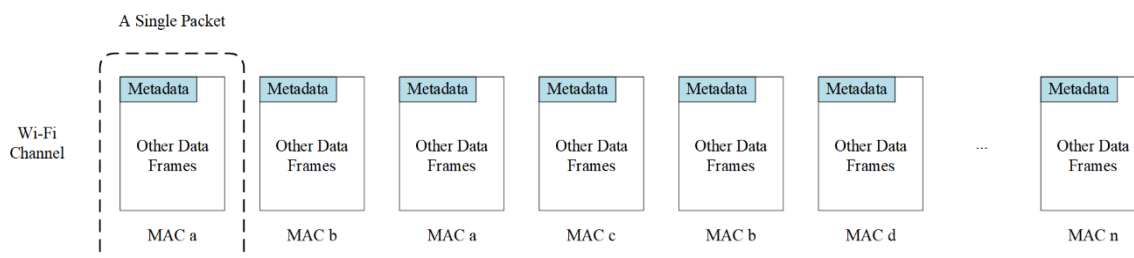 A Single Packet
Metadata Metadata Metadata Metadata Metadata Metadata Metadata
Wi-Fi
Channel
Other Data
Frames
Other Data
Frames
Other Data
Frames
Other Data
Frames
Other Data
Frames
Other Data
Frames
...
Other Data
Frames
MAC a MAC b MAC a MAC c MAC b MAC d MAC n